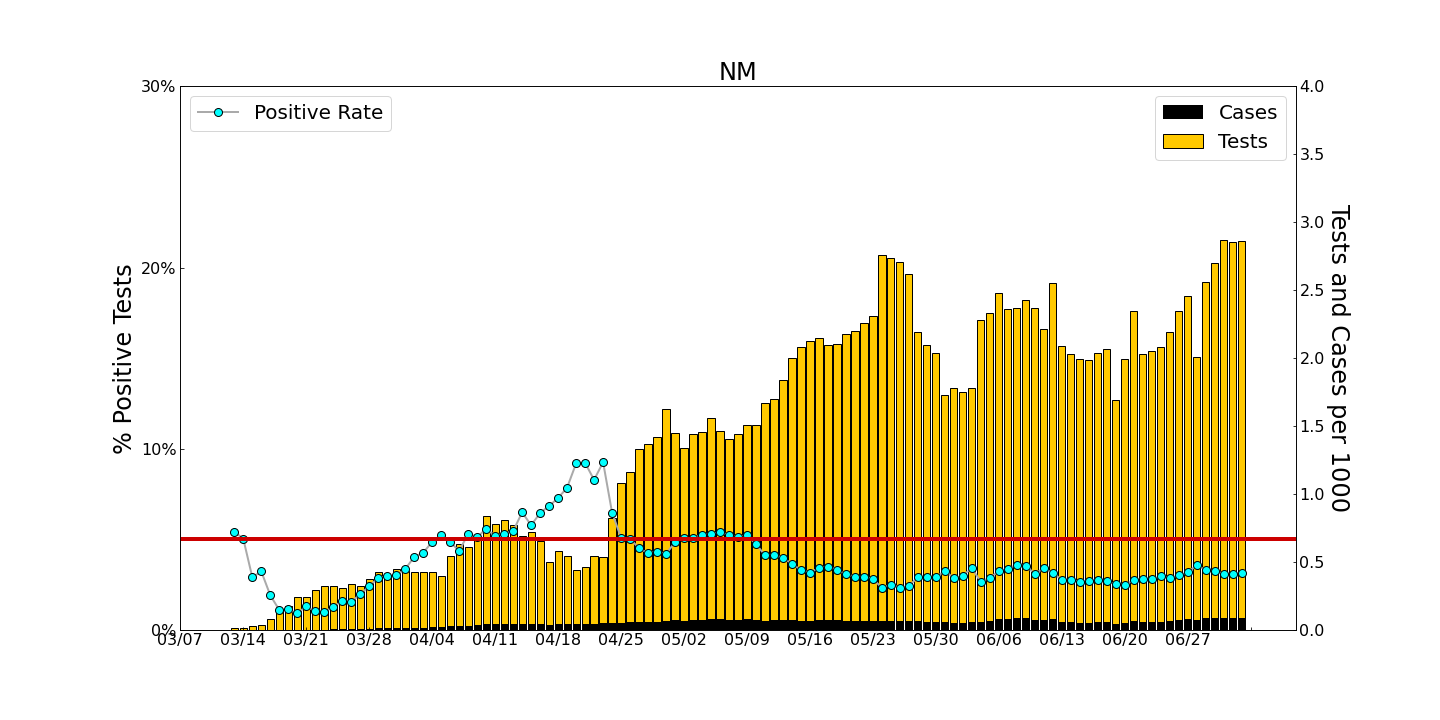 NM
30%
20%
10%
0%
% Positive Tests
Positive Rate
Cases
Tests
4.0
3.5
3.0
2.5
2.0
1.5
1.0
0.5
0.0
Tests and Cases per 1000
03/07 03/14 03/21 03/28 04/04 04/11 04/18 04/25 05/02 05/09 05/16 05/23 05/30 06/06 06/13 06/20 06/27